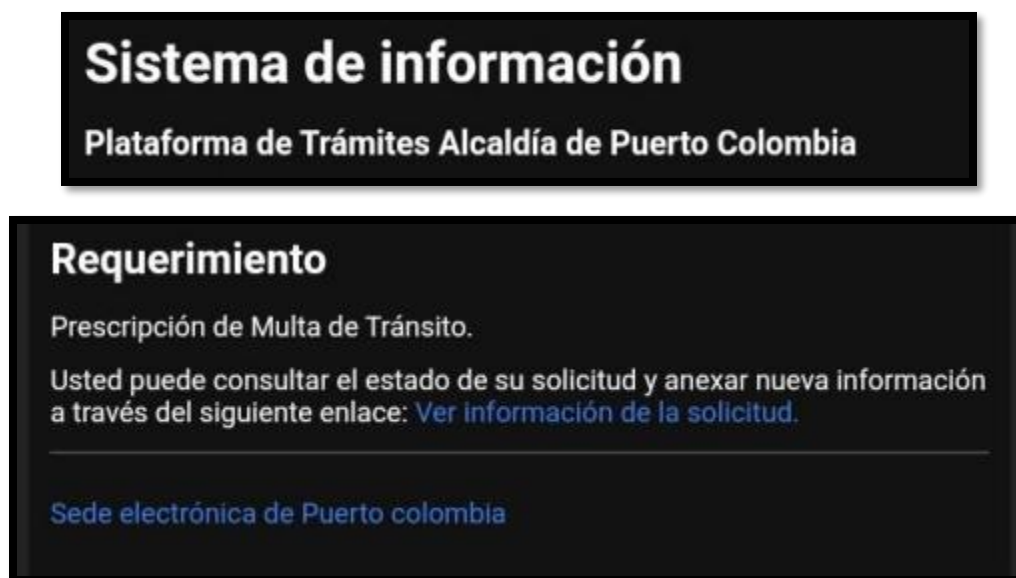 Sistema de información
Plataforma de Trámites Alcaldía de Puerto Colombia
Requerimiento
Prescripción de Multa de Tránsito.
Usted puede consultar el estado de su solicitud y anexar nueva información
a través del siguiente enlace: Ver información de la solicitud.
Sede electrónica de Puerto colombia